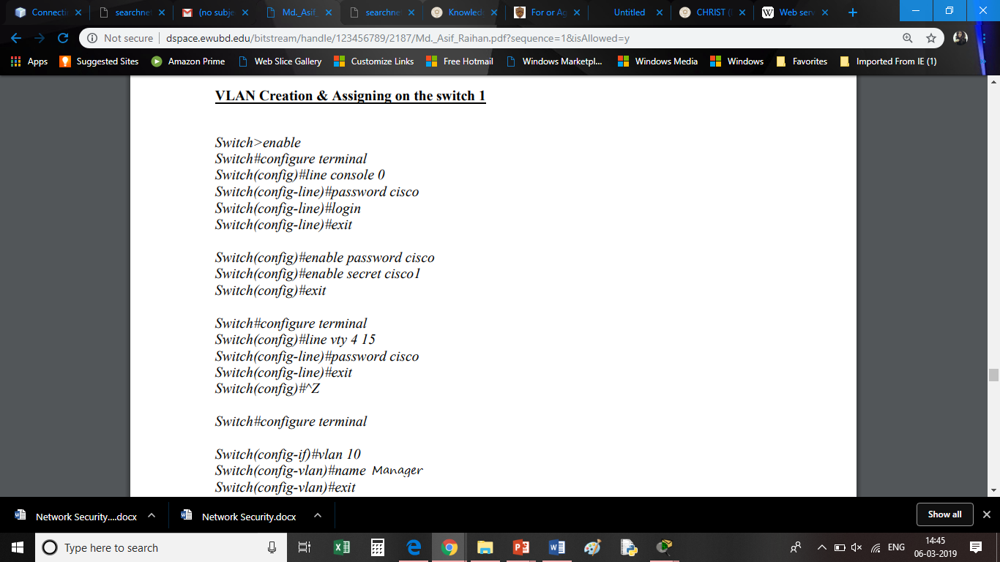 Connecti
searchne
(no subje
Md._Asif_
searchne
Knowled
For or Ag
Untitled
CHRIST (
Web serv
Not secure
dspace.ewubd.edu/bitstream/handle/123456789/2187/Md._Asif_Raihan.pdf?sequence=1&isAllowed=y
Apps
Suggested Sites
Amazon Prime
Web Slice Gallery
Customize Links
Free Hotmail
Windows Marketpl...
Windows Media
Windows
Favorites
Imported From IE (1)
VLAN Creation & Assigning on the switch 1
Switch>enable
Switch#configure terminal
Switch(config)#line console 0
Switch(config-line)#password cisco
Switch(config-line)#login
Switch(config-line)#exit
Switch(config)#enable password cisco
Switch(config)#enable secret cisco1
Switch(config)#exit
Switch#configure terminal
Switch(config)#line vty 4 15
Switch(config-line)#password cisco
Switch(config-line)#exit
Switch(config)#^Z
Switch#configure terminal
Switch(config-if)#vlan 10
Switch(config-vlan)#name Manager
Switch(config-vlan)#exit
Network Security....docx
Network Security.docx
Show all
Type here to search
ENG
14:45
06-03-2019